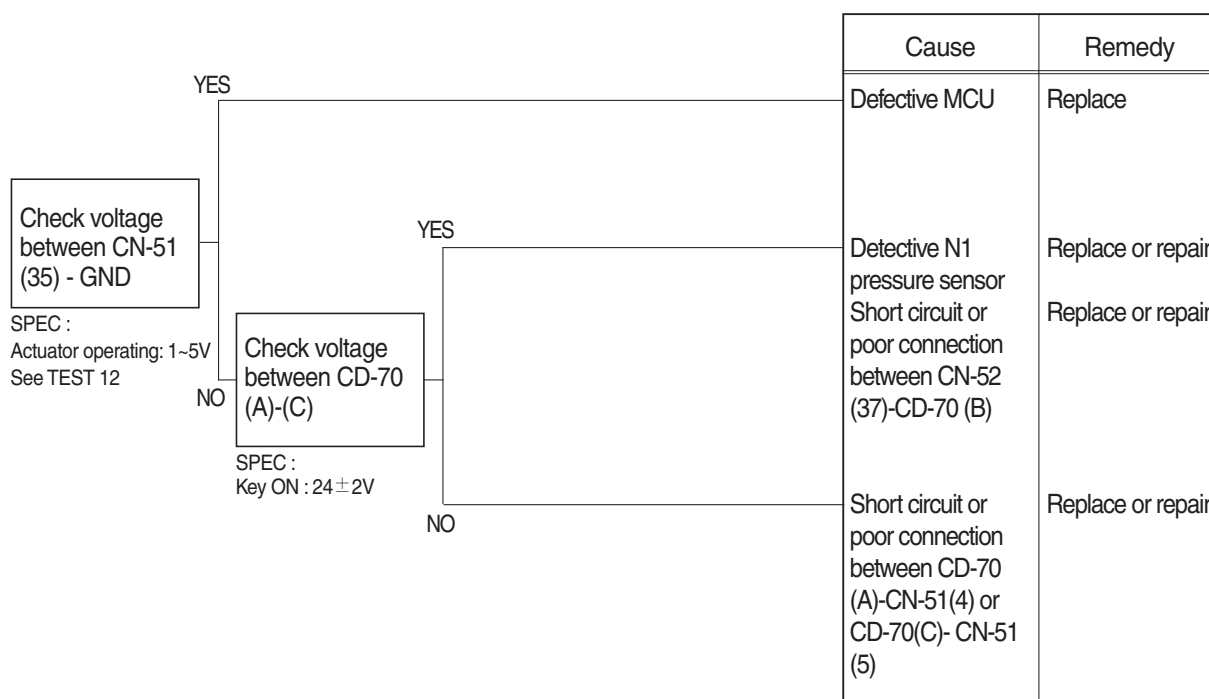 Cause
Remedy
YES
Defective MCU
Replace
Check voltage
between CN-51
(35) - GND
SPEC :
Actuator operating: 1~5V
See TEST 12
YES
Detective N1
pressure sensor
Replace or repair
Short circuit or
poor connection
between CN-52
(37)-CD-70 (B)
Replace or repair
NO
Check voltage
between CD-70
(A)-(C)
SPEC :
Key ON : 24±2V
NO
Short circuit or
poor connection
between CD-70
(A)-CN-51(4) or
CD-70(C)- CN-51
(5)
Replace or repair